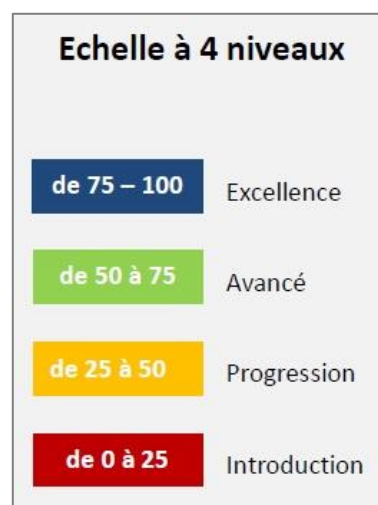 Echelle à 4 niveaux
de 75 – 100 Excellence
de 50 à 75 Avancé
de 25 à 50 Progression
de 0 à 25 Introduction